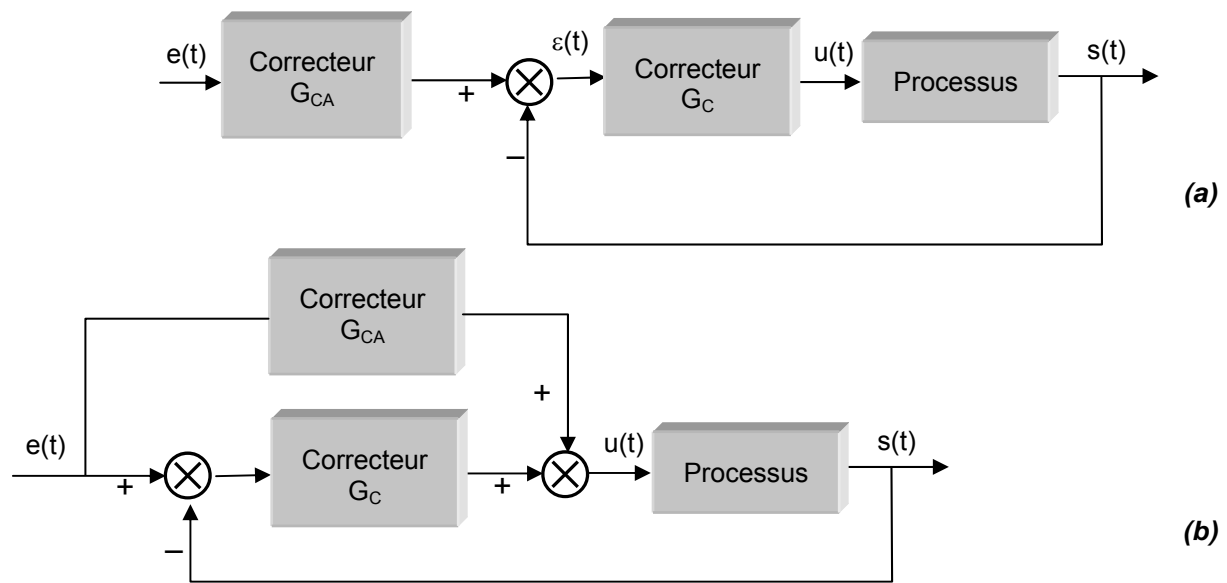 e(t)
Correcteur
G_CA
+
−
ε(t)
Correcteur
G_C
u(t)
Processus
s(t)
(a)
Correcteur
G_CA
+
e(t)
+
−
Correcteur
G_C
+
u(t)
Processus
s(t)
(b)